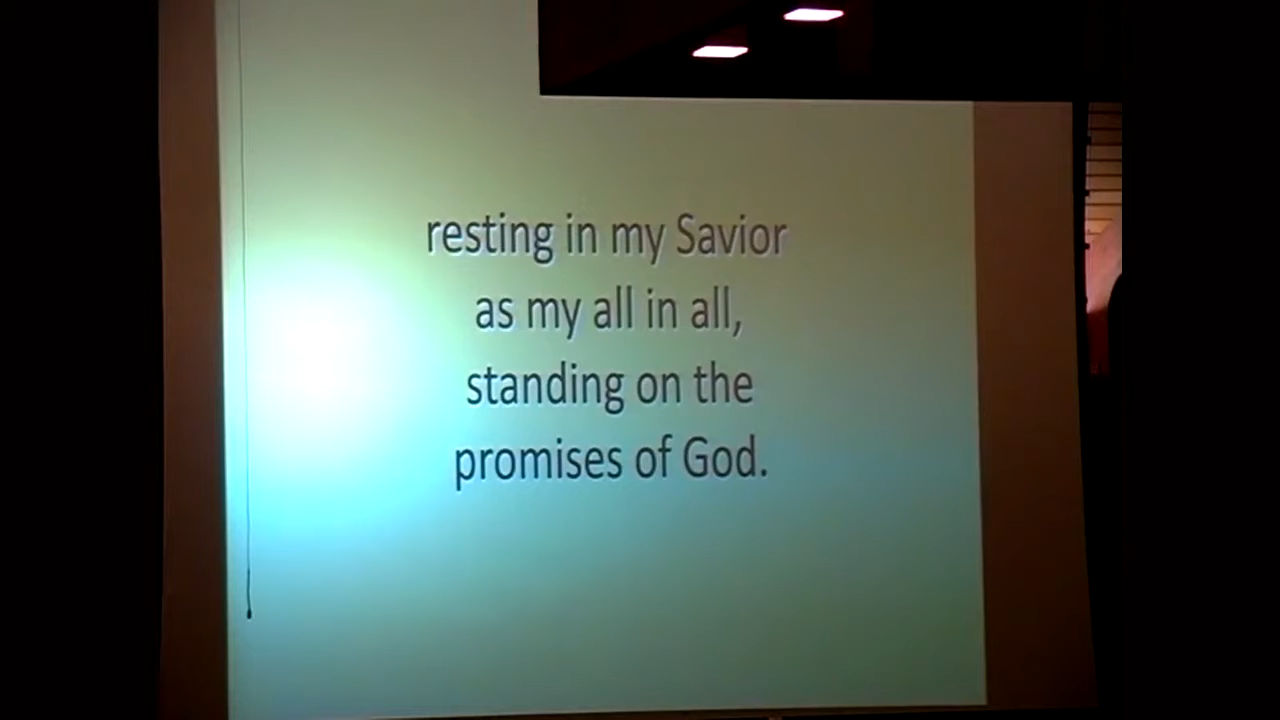 resting in my Savior
as my all in all,
standing on the
promises of God.